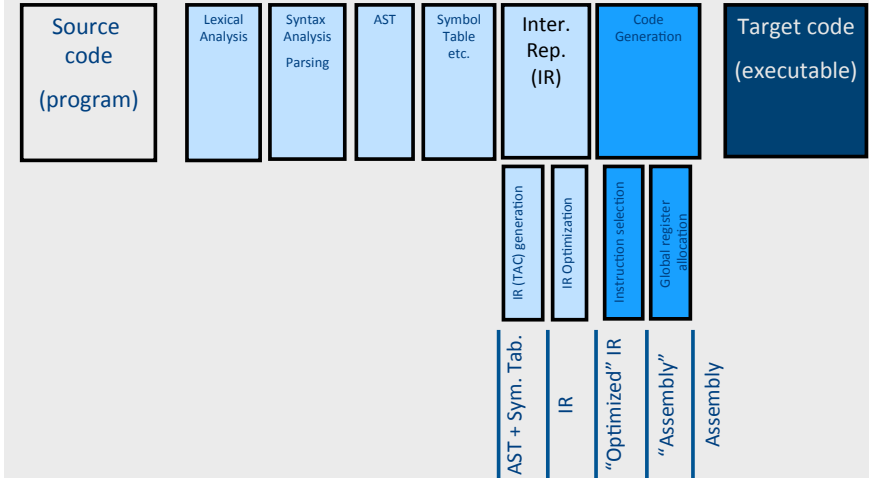 Source
code
(program)
Lexical
Analysis
Syntax
Analysis
Parsing
AST
Symbol
Table
etc.
Inter.
Rep.
(IR)
Code
Generation
Target code
(executable)
IR (TAC) generation
IR Optimization
Instruction selection
Global register
allocation
AST + Sym. Tab.
IR
“Optimized” IR
“Assembly”
Assembly